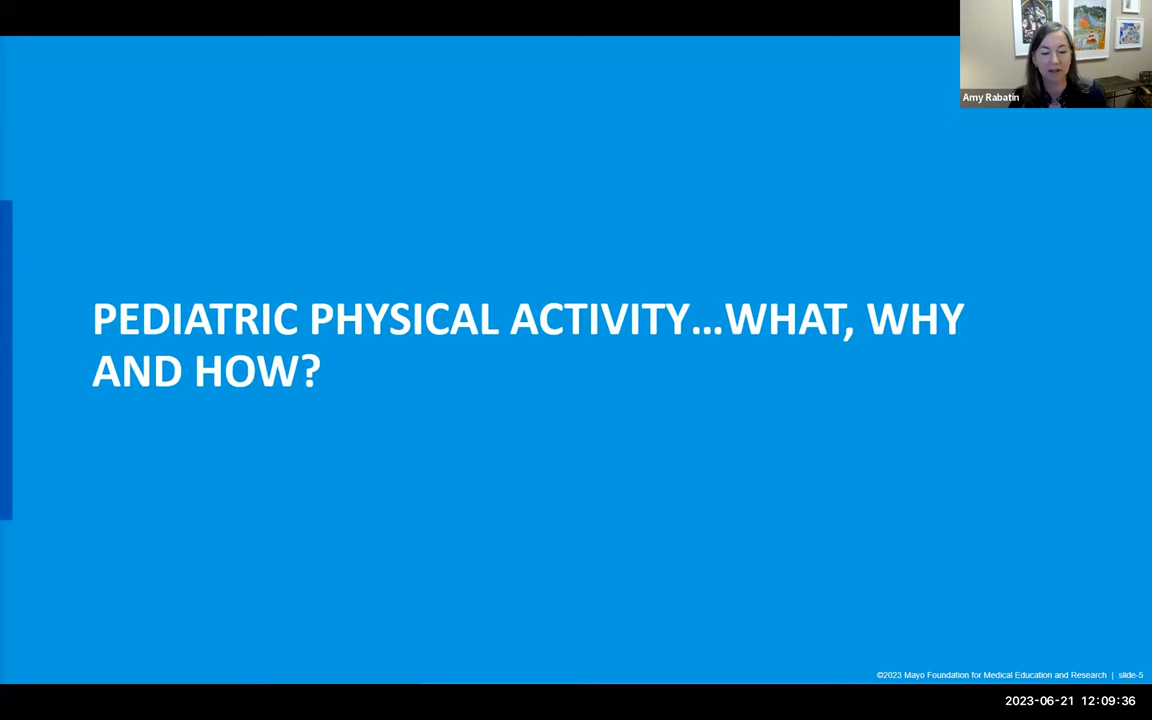 Amy Rabatin
PEDIATRIC PHYSICAL ACTIVITY...WHAT, WHY
AND HOW?
©2023 Mayo Foundation for Medical Education and Research | slide-5
2023-06-21 12:09:36